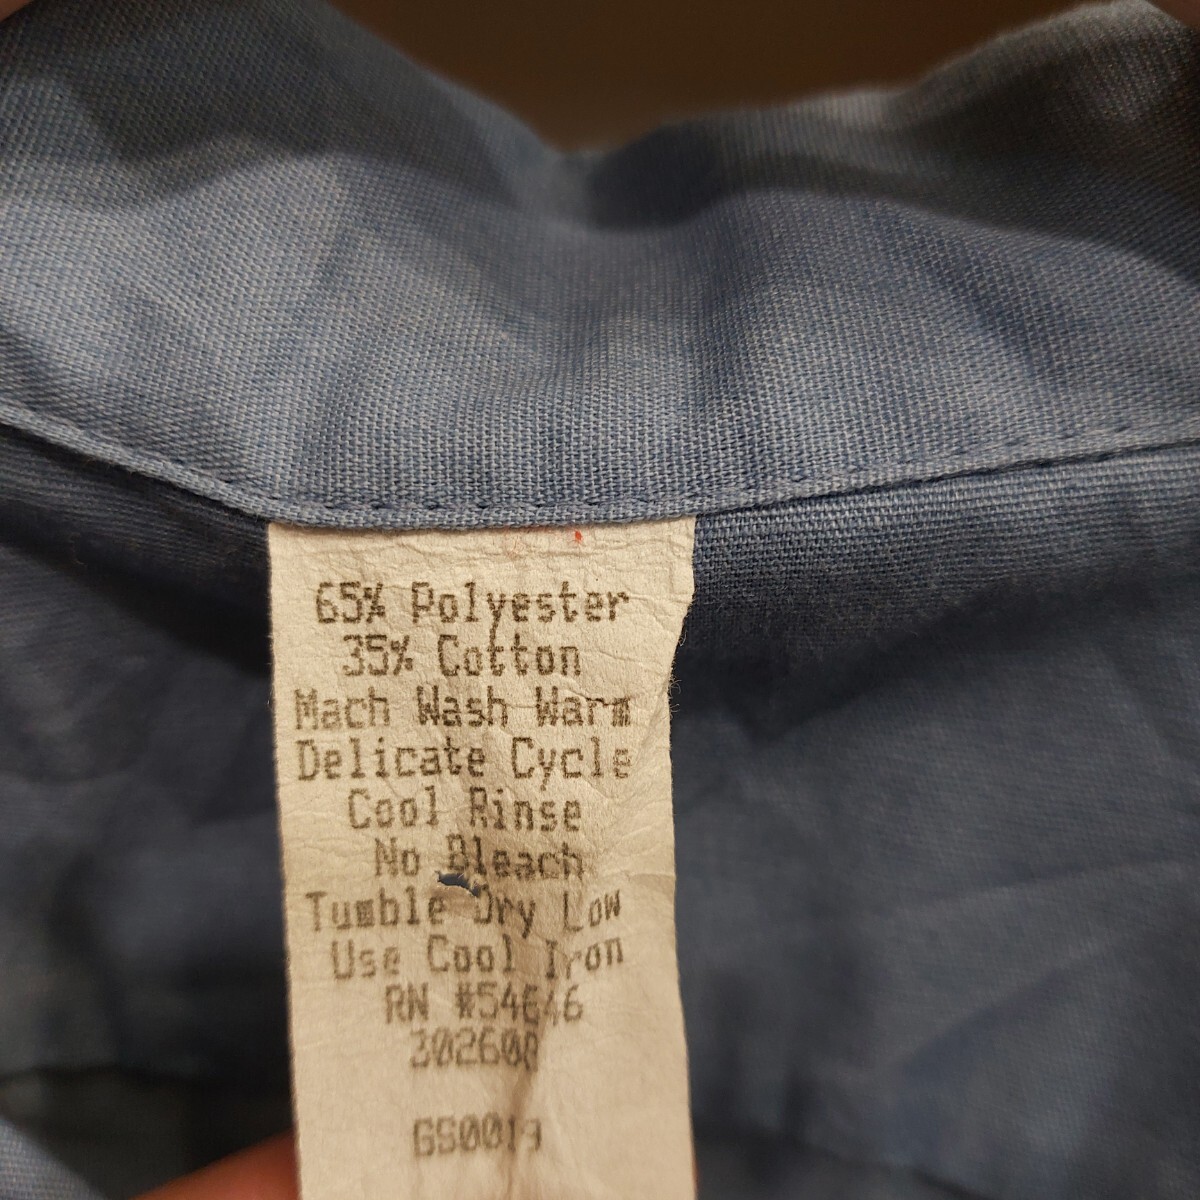 65% Polyester
35% Cotton
Mach Wash Warm
Delicate Cycle
Cool Rinse
No Bleach
Tumble Dry Low
Use Cool Iron
RN #54646
302608